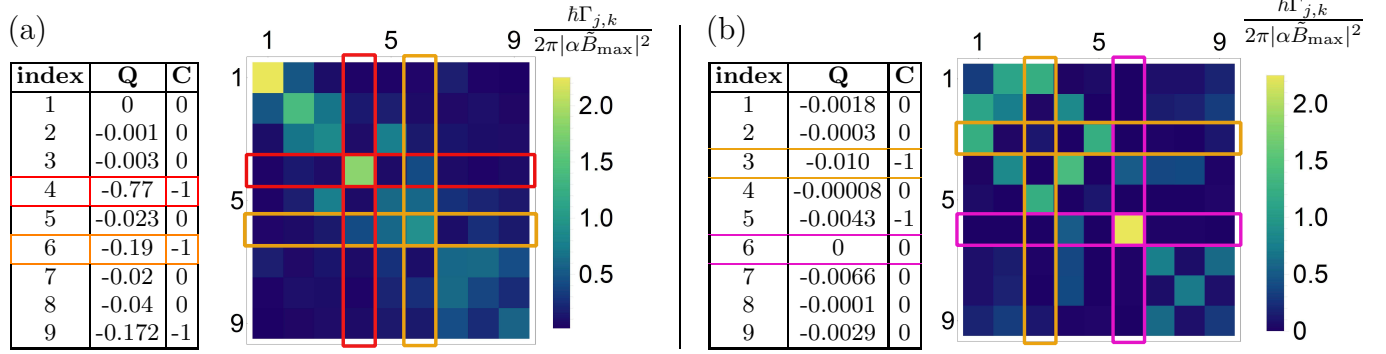 (a)
index Q C
1 0 0
2 -0.001 0
3 -0.003 0
4 -0.77 -1
5 -0.023 0
6 -0.19 -1
7 -0.02 0
8 -0.04 0
9 -0.172 -1
1 5 9
1
5
9
ħΓj,k
2π|αB̃max|²
2.0
1.5
1.0
0.5
(b)
index Q C
1 -0.0018 0
2 -0.0003 0
3 -0.010 -1
4 -0.00008 0
5 -0.0043 -1
6 0 0
7 -0.0066 0
8 -0.0001 0
9 -0.0029 0
1 5 9
1
5
9
ħΓj,k
2π|αB̃max|²
2.0
1.5
1.0
0.5
0